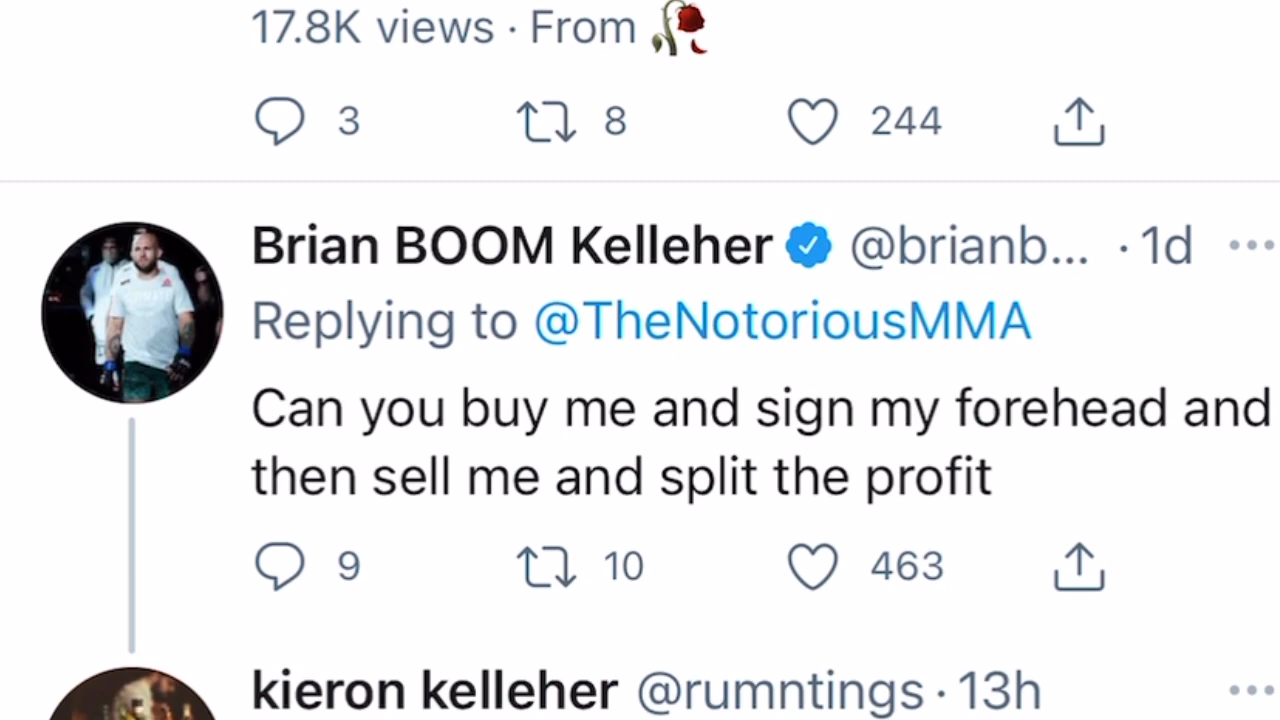 17.8K views · From 🥀
3 8 244
Brian BOOM Kelleher @brianb... · 1d
Replying to @TheNotoriousMMA
Can you buy me and sign my forehead and
then sell me and split the profit
9 10 463
kieron kelleher @rumntings · 13h